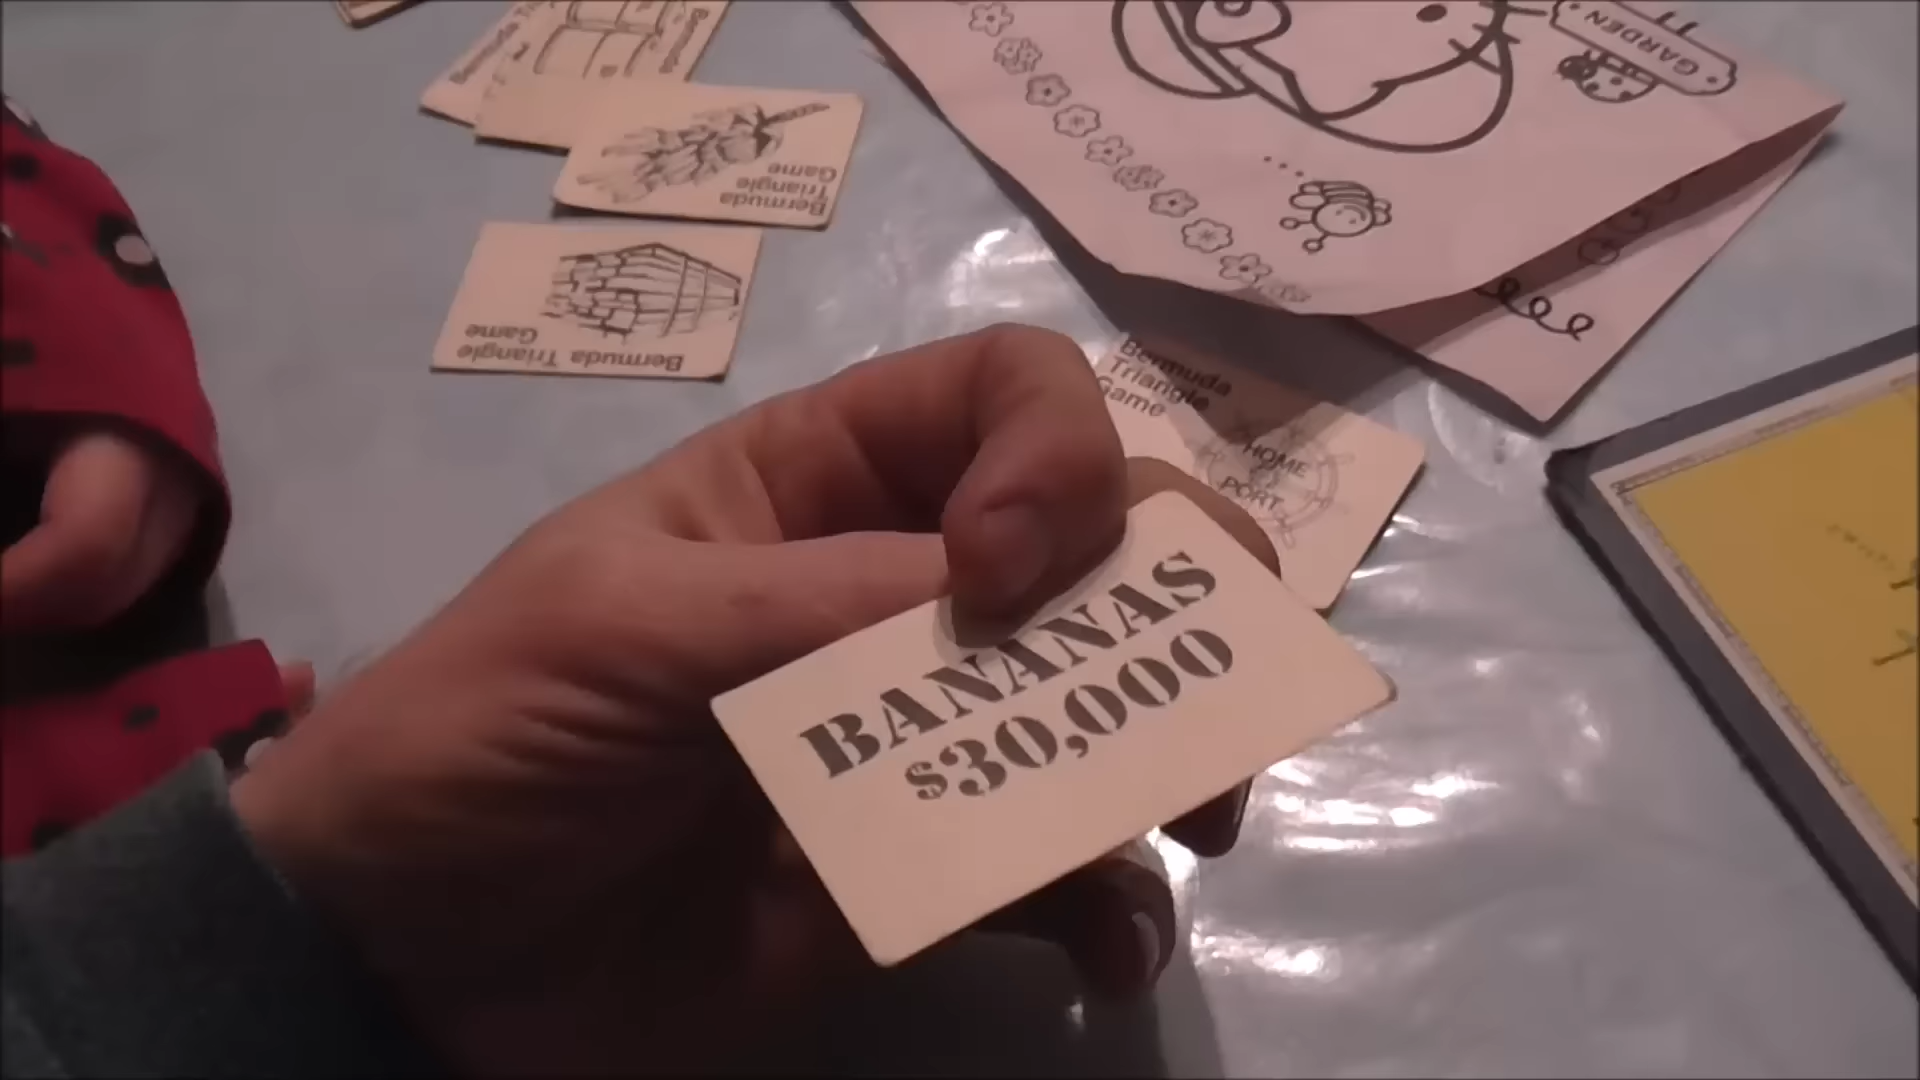 GARDEN
Bermuda
Triangle
Game
Bermuda Triangle
Game
Bermuda
Triangle
Game
HOME
PORT
BANANAS
$30,000